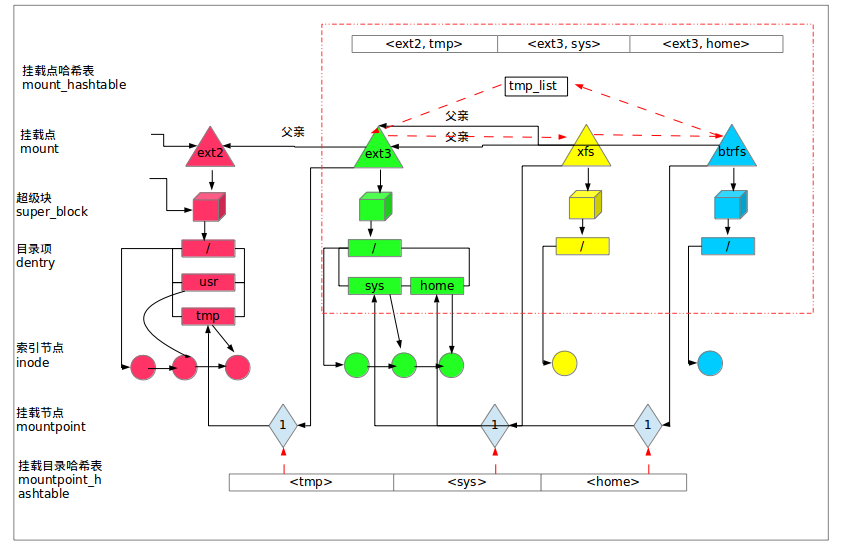 <ext2, tmp>
<ext3, sys>
<ext3, home>
挂载点哈希表
mount_hashtable
tmp_list
挂载点
mount
父亲
父亲
父亲
ext2
ext3
xfs
btrfs
超级块
super_block
目录项
dentry
/
/
/
/
usr
sys
home
tmp
索引节点
inode
挂载节点
mountpoint
1
1
1
挂载目录哈希表
mountpoint_h
ashtable
<tmp>
<sys>
<home>